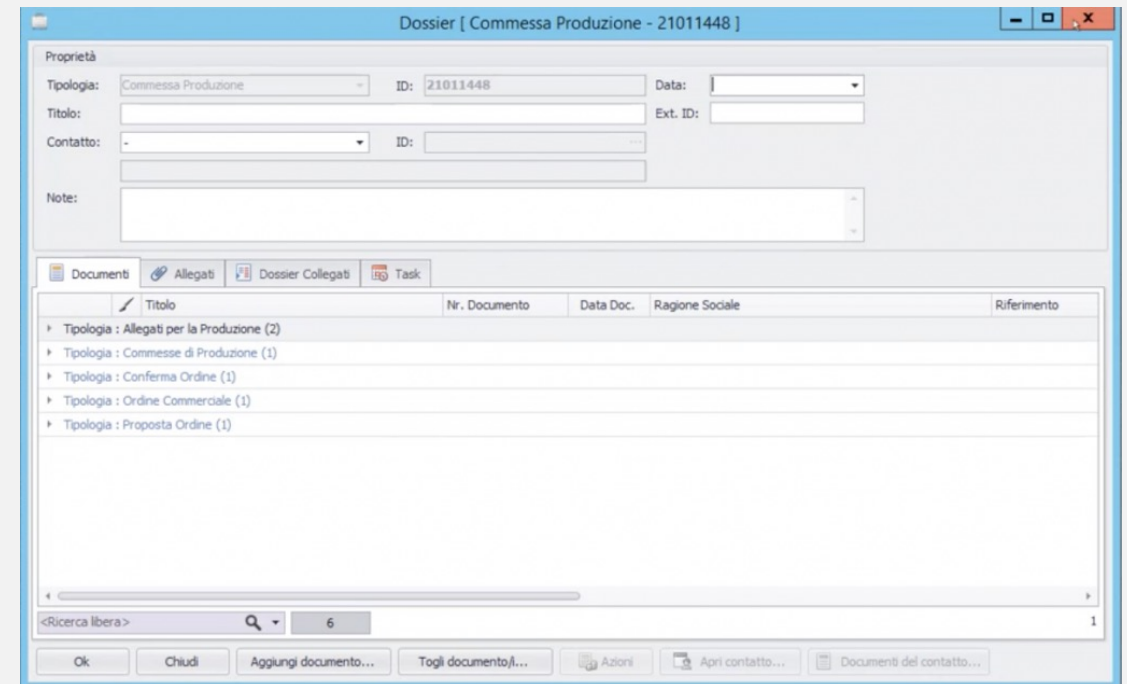 Dossier [ Commessa Produzione - 21011448 ]
Proprietà
Tipologia: Commessa Produzione ID: 21011448 Data:
Titolo: Ext. ID:
Contatto: - ID: ...
Note:
Documenti Allegati Dossier Collegati Task
Titolo Nr. Documento Data Doc. Ragione Sociale Riferimento
Tipologia : Allegati per la Produzione (2)
Tipologia : Commesse di Produzione (1)
Tipologia : Conferma Ordine (1)
Tipologia : Ordine Commerciale (1)
Tipologia : Proposta Ordine (1)
<Ricerca libera> 6 1
Ok Chiudi Aggiungi documento... Togli documento/i... Azioni Apri contatto... Documenti del contatto...